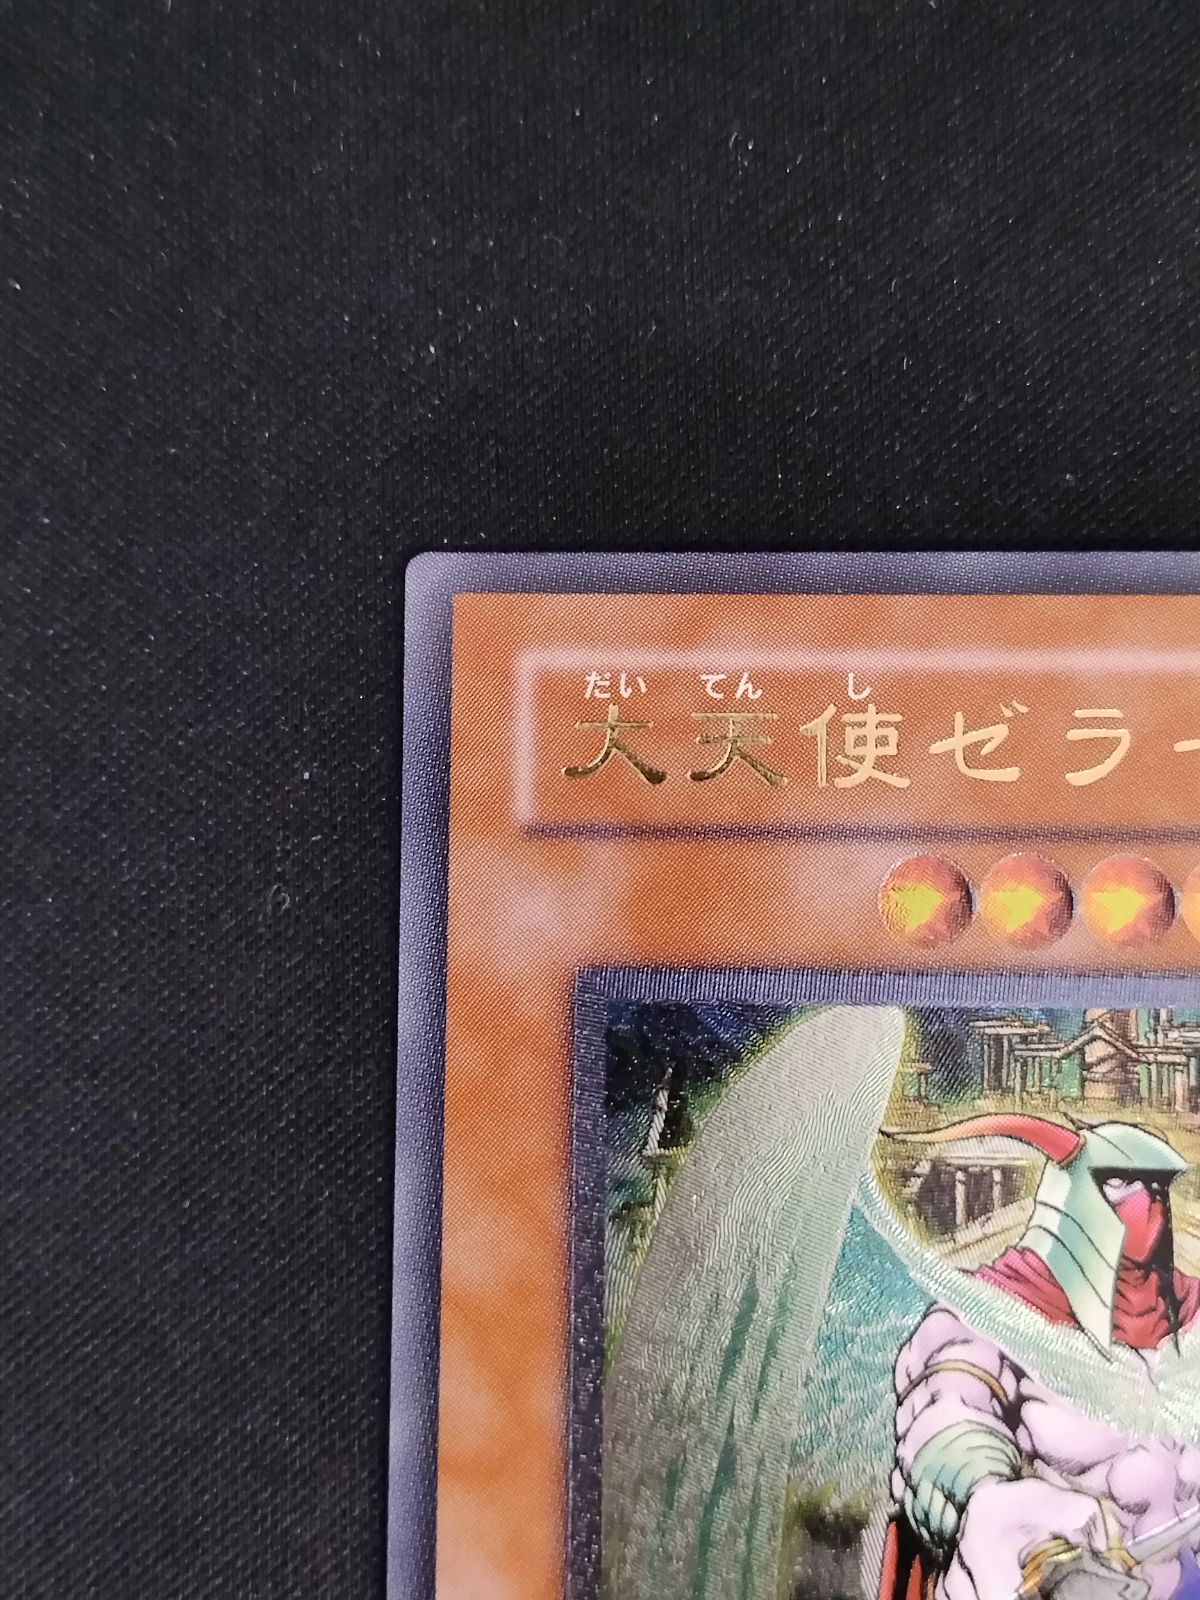 だい てん し
大天使ゼラー